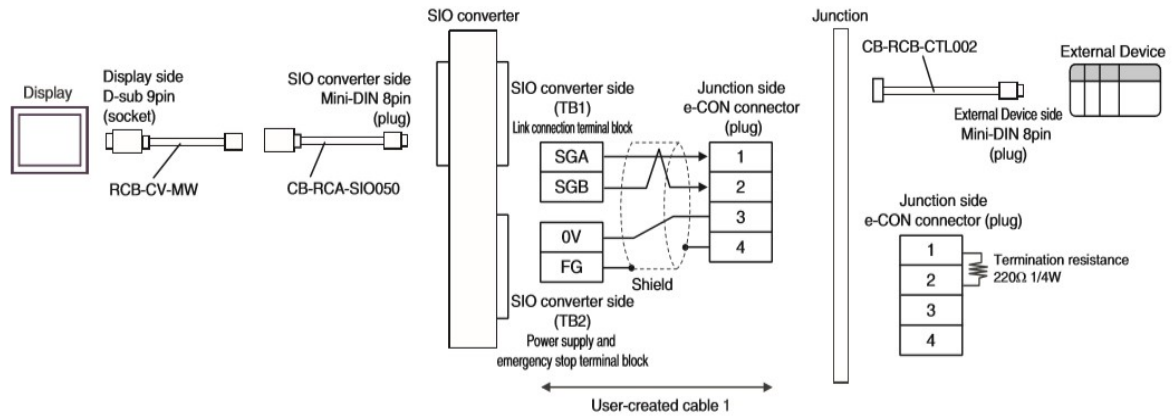 SIO converter
Junction
Display
Display side
D-sub 9pin
(socket)
RCB-CV-MW
SIO converter side
Mini-DIN 8pin
(plug)
CB-RCA-SIO050
SIO converter side
(TB1)
Link connection terminal block
SGA
SGB
0V
FG
Shield
SIO converter side
(TB2)
Power supply and
emergency stop terminal block
Junction side
e-CON connector
(plug)
1
2
3
4
User-created cable 1
CB-RCB-CTL002
External Device
External Device side
Mini-DIN 8pin
(plug)
Junction side
e-CON connector (plug)
1
2
3
4
Termination resistance
220Ω 1/4W